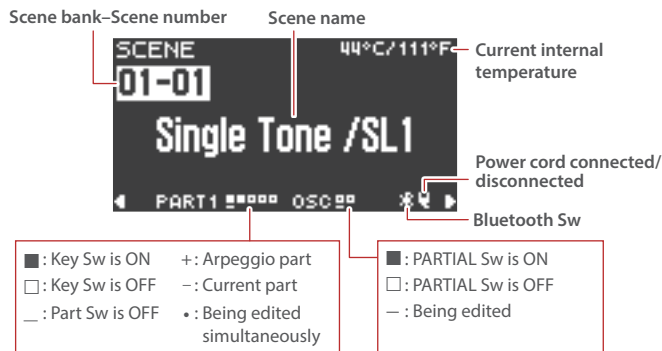 Scene bank–Scene number
Scene name
SCENE
44°C/111°F
Current internal
temperature
01-01
Single Tone /SL1
Power cord connected/
disconnected
PART1
OSC
Bluetooth Sw
■ : Key Sw is ON
+ : Arpeggio part
□ : Key Sw is OFF
– : Current part
_ : Part Sw is OFF
• : Being edited
simultaneously
■ : PARTIAL Sw is ON
□ : PARTIAL Sw is OFF
— : Being edited